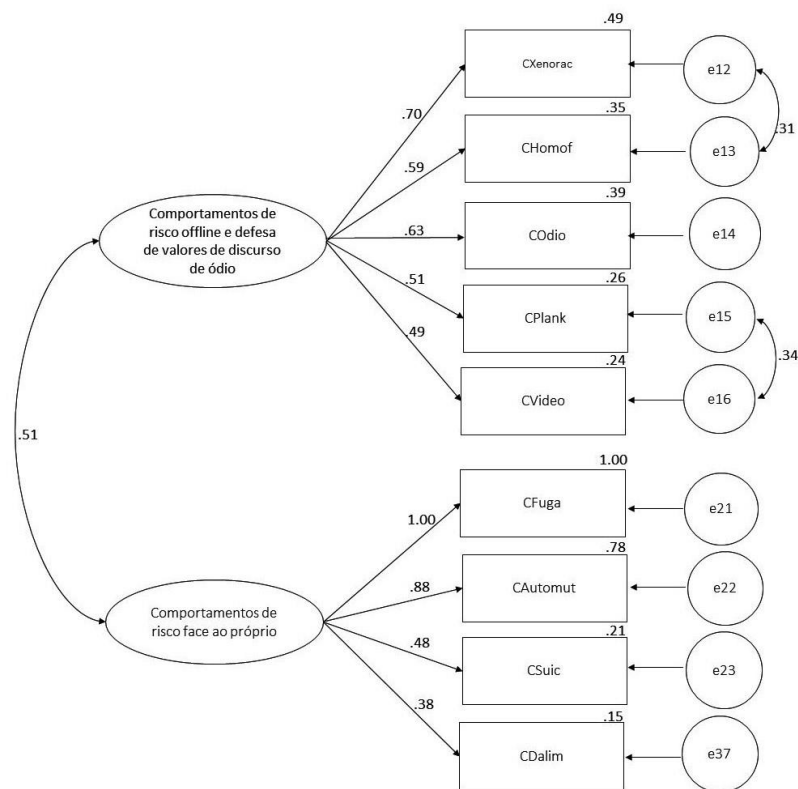 .49
CXenorac
e12
.70
.31
.35
CHomof
e13
.59
.39
Comportamentos de
risco offline e defesa
de valores de discurso
de ódio
.63
COdio
e14
.26
.51
CPlank
e15
.34
.49
.24
CVideo
e16
.51
1.00
CFuga
e21
1.00
.78
.88
CAutomut
e22
Comportamentos de
risco face ao próprio
.21
.48
CSuic
e23
.38
.15
CDalim
e37